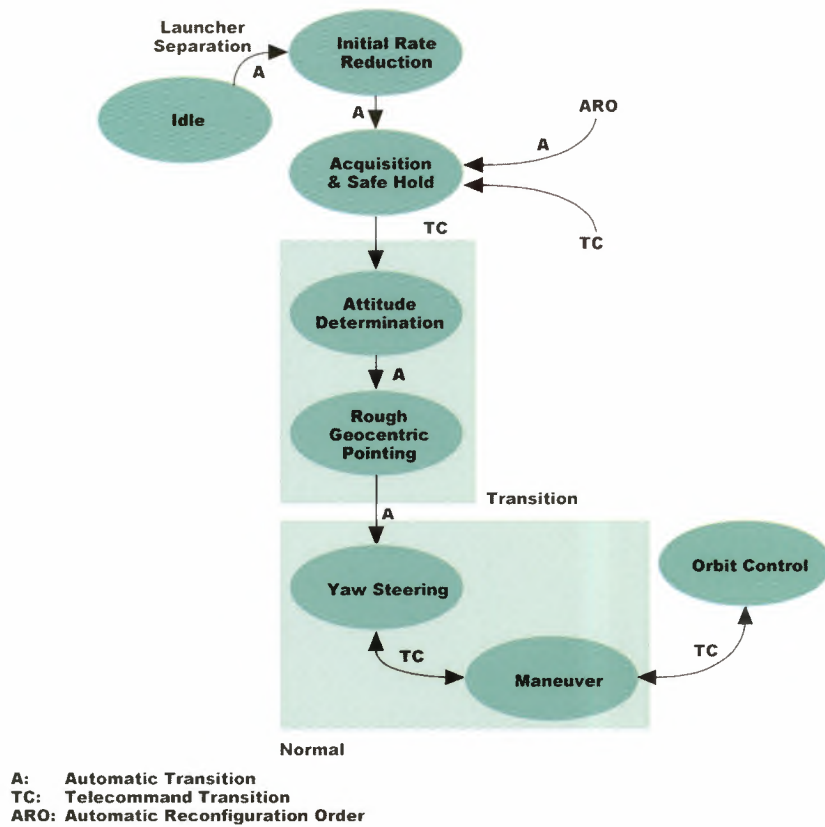 Launcher
Separation
A
Initial Rate
Reduction
Idle
A
ARO
A
Acquisition
& Safe Hold
TC
TC
Attitude
Determination
A
Rough
Geocentric
Pointing
Transition
A
Yaw Steering
Orbit Control
TC
TC
Maneuver
Normal
A: Automatic Transition
TC: Telecommand Transition
ARO: Automatic Reconfiguration Order